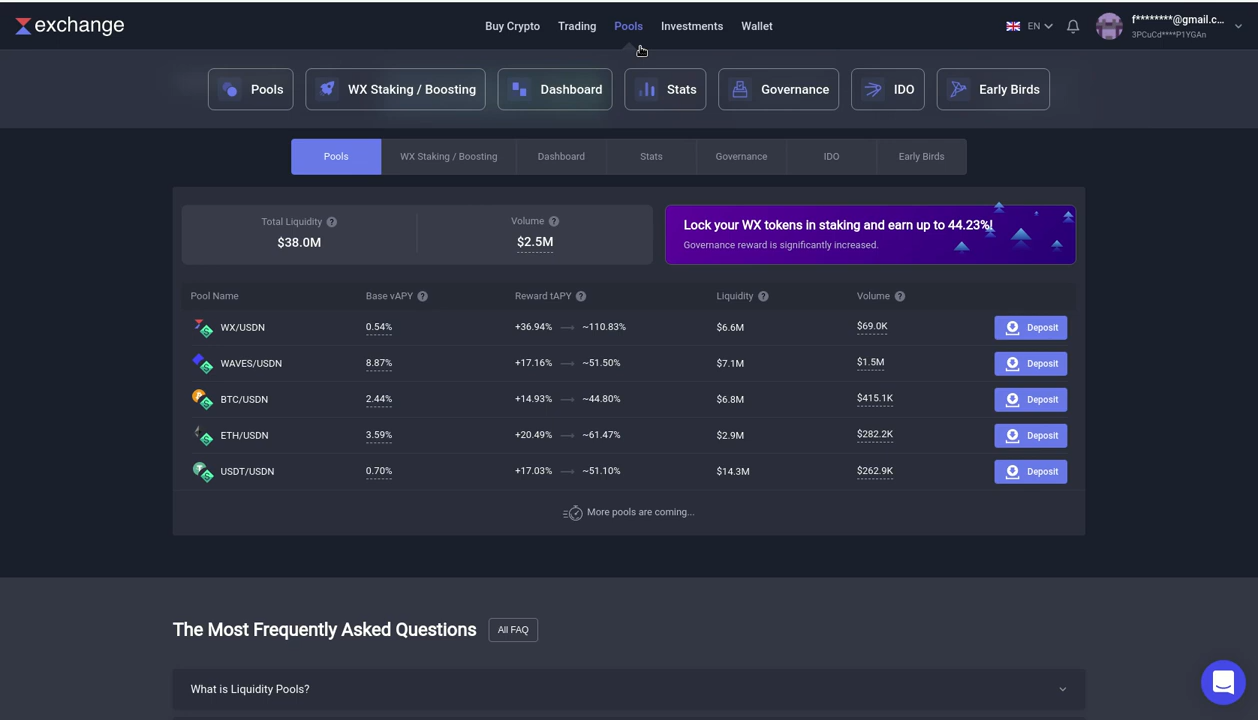 exchange Buy Crypto Trading Pools Investments Wallet EN f********@gmail.c...
3PCuCd****P1YGAn
Pools WX Staking / Boosting Dashboard Stats Governance IDO Early Birds
Pools WX Staking / Boosting Dashboard Stats Governance IDO Early Birds
Total Liquidity ? Volume ?
$38.0M $2.5M
Lock your WX tokens in staking and earn up to 44.23%!
Governance reward is significantly increased.
Pool Name Base vAPY ? Reward tAPY ? Liquidity ? Volume ?
WX/USDN 0.54% +36.94% → ~110.83% $6.6M $69.0K Deposit
WAVES/USDN 8.87% +17.16% → ~51.50% $7.1M $1.5M Deposit
BTC/USDN 2.44% +14.93% → ~44.80% $6.8M $415.1K Deposit
ETH/USDN 3.59% +20.49% → ~61.47% $2.9M $282.2K Deposit
USDT/USDN 0.70% +17.03% → ~51.10% $14.3M $262.9K Deposit
More pools are coming...
The Most Frequently Asked Questions All FAQ
What is Liquidity Pools?